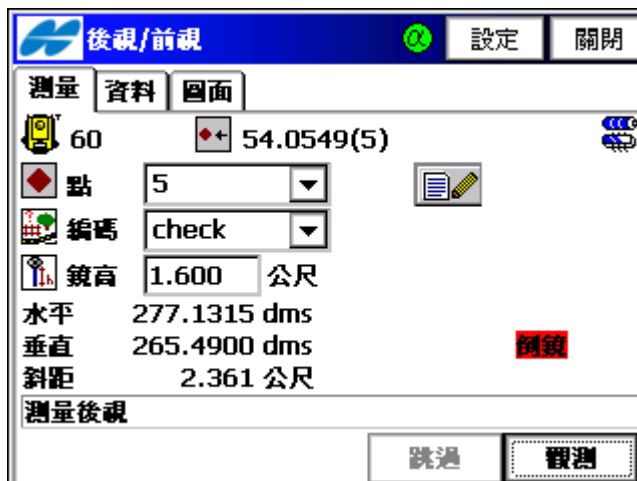 後視/前視 α 設定 關閉
測量 資料 圖面
60 54.0549(5)
點 5
編碼 check
鏡高 1.600 公尺
水平 277.1315 dms
垂直 265.4900 dms 倒鏡
斜距 2.361 公尺
測量後視
跳過 觀測